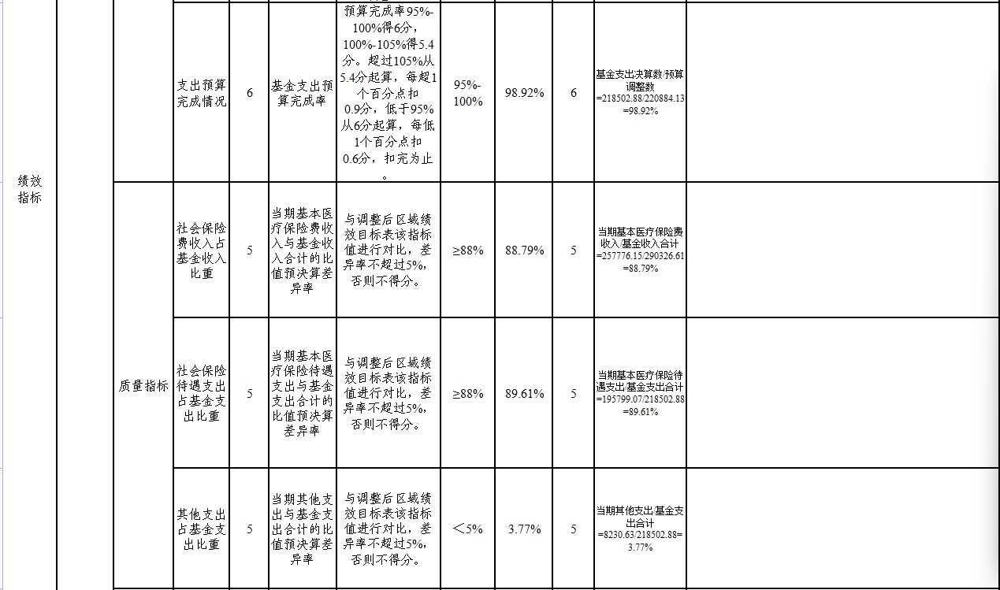 绩效
指标
支出预算
完成情况
6
基金支出预
算完成率
预算完成率95%-
100%得6分，
100%-105%得5.4
分。超过105%从
5.4分起算，每超1
个百分点扣
0.9分，低于95%
从6分起算，每低
1个百分点扣
0.6分，扣完为止
。
95%-
100%
98.92%
6
基金支出决算数/预算
调整数
=218502.88/220884.13
=98.92%
质量指标
社会保险
费收入占
基金收入
比重
5
当期基本医
疗保险费收
入与基金收
入合计的比
值预决算差
异率
与调整后区域绩
效目标表该指标
值进行对比，差
异率不超过5%，
否则不得分。
≥88%
88.79%
5
当期基本医疗保险费
收入/基金收入合计
=257776.15/290326.61
=88.79%
社会保险
待遇支出
占基金支
出比重
5
当期基本医
疗保险待遇
支出与基金
支出合计的
比值预决算
差异率
与调整后区域绩
效目标表该指标
值进行对比，差
异率不超过5%，
否则不得分。
≥88%
89.61%
5
当期基本医疗保险待
遇支出/基金支出合计
=195799.07/218502.88
=89.61%
其他支出
占基金支
出比重
5
当期其他支
出与基金支
出合计的比
值预决算差
异率
与调整后区域绩
效目标表该指标
值进行对比，差
异率不超过5%，
否则不得分。
＜5%
3.77%
5
当期其他支出/基金支
出合计
=8230.63/218502.88=
3.77%